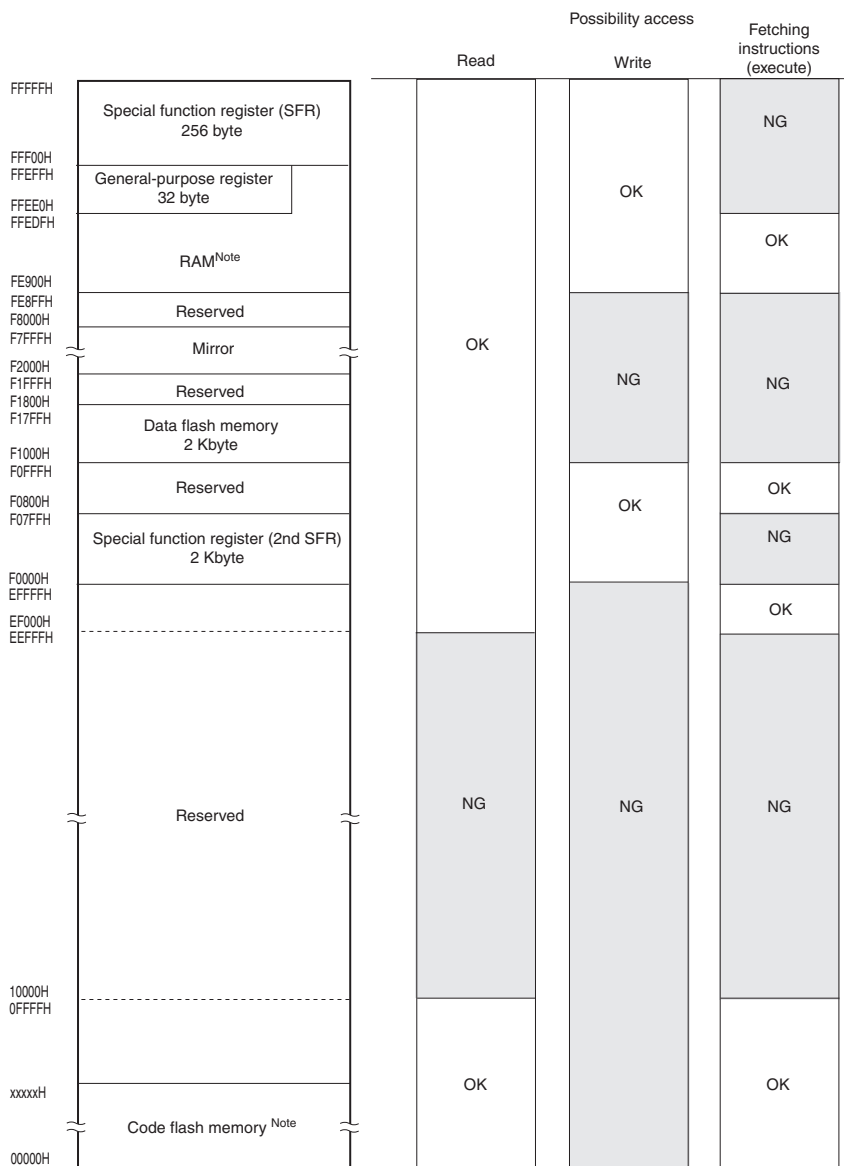 Possibility access
Read
Write
Fetching
instructions
(execute)
FFFFFH
Special function register (SFR)
256 byte
NG
FFF00H
FFEFFH
General-purpose register
32 byte
OK
FFEE0H
FFEDFH
OK
RAM Note
FE900H
FE8FFH
Reserved
F8000H
F7FFFH
Mirror
OK
F2000H
F1FFFH
Reserved
NG
NG
F1800H
F17FFH
Data flash memory
2 Kbyte
F1000H
F0FFFH
Reserved
OK
OK
F0800H
F07FFH
Special function register (2nd SFR)
2 Kbyte
NG
F0000H
EFFFFH
OK
EF000H
EEFFFH
Reserved
NG
NG
NG
10000H
0FFFFH
OK
OK
xxxxxH
Code flash memory Note
00000H